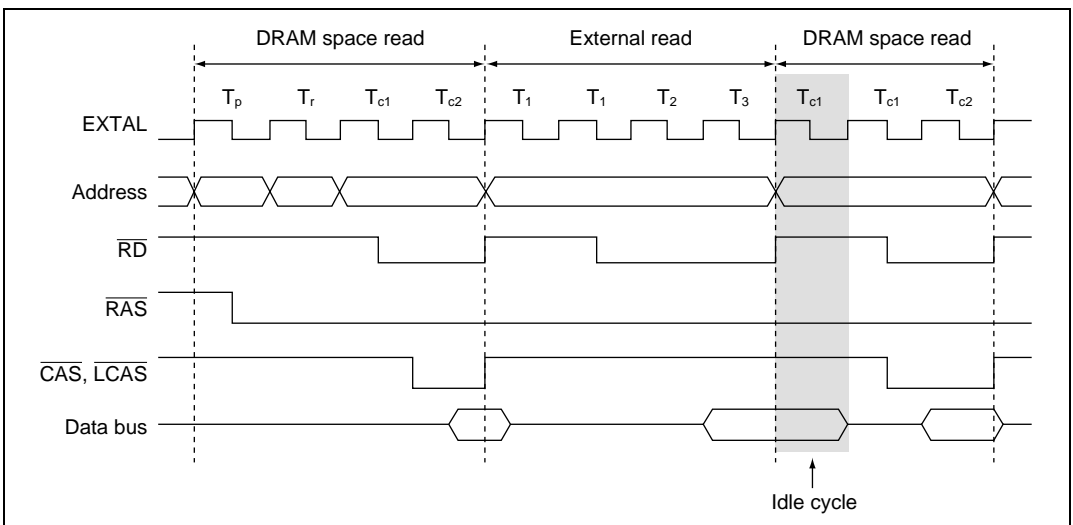 DRAM space read External read DRAM space read
Tp Tr Tc1 Tc2 T1 T1 T2 T3 Tc1 Tc1 Tc2
EXTAL
Address
RD
RAS
CAS, LCAS
Data bus
Idle cycle